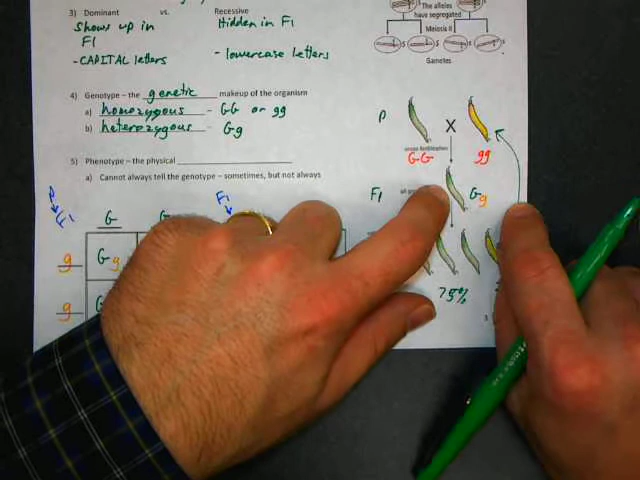 3) Dominant vs. Recessive
Shows up in F1
Hidden in F1
-CAPITAL letters
- lowercase letters
4) Genotype – the genetic makeup of the organism
a) homozygous - GG or gg
b) heterozygous - Gg
5) Phenotype – the physical
a) Cannot always tell the genotype – sometimes, but not always
The alleles
have segregated
Meiosis II
Gametes
P
X
cross-fertilization
GG
gg
F1
Gg
75%
P
F1
F1
G
g
Gg
g
G